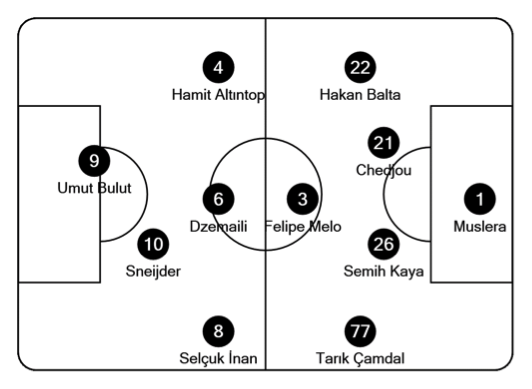 4
Hamit Altıntop
22
Hakan Balta
21
Chedjou
9
Umut Bulut
6
Dzemaili
3
Felipe Melo
1
Muslera
10
Sneijder
26
Semih Kaya
8
Selçuk İnan
77
Tarık Çamdal